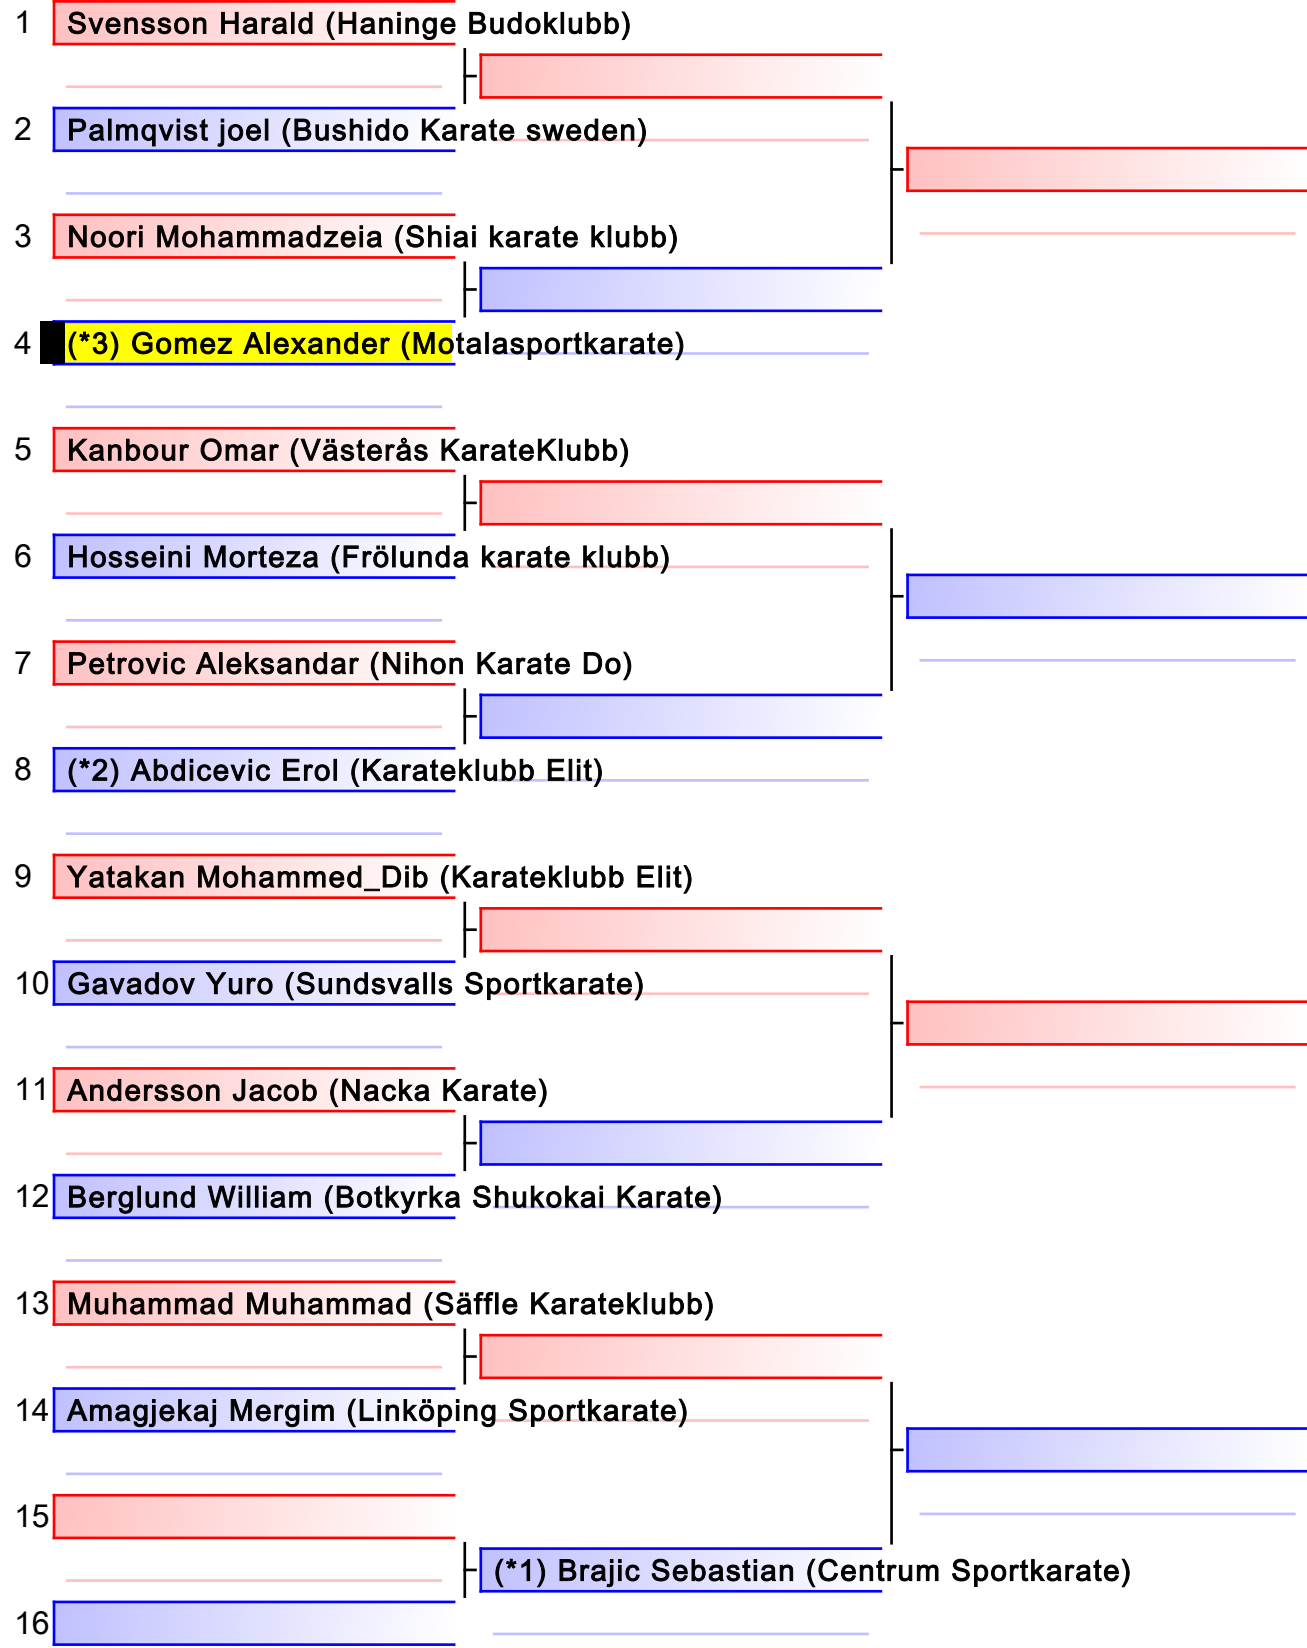 1 Svensson Harald (Haninge Budoklubb)
2 Palmqvist joel (Bushido Karate sweden)
3 Noori Mohammadzeia (Shiai karate klubb)
4 (*3) Gomez Alexander (Motalasportkarate)
5 Kanbour Omar (Västerås KarateKlubb)
6 Hosseini Morteza (Frölunda karate klubb)
7 Petrovic Aleksandar (Nihon Karate Do)
8 (*2) Abdicevic Erol (Karateklubb Elit)
9 Yatakan Mohammed_Dib (Karateklubb Elit)
10 Gavadov Yuro (Sundsvalls Sportkarate)
11 Andersson Jacob (Nacka Karate)
12 Berglund William (Botkyrka Shukokai Karate)
13 Muhammad Muhammad (Säffle Karateklubb)
14 Amagjekaj Mergim (Linköping Sportkarate)
15
(*1) Brajic Sebastian (Centrum Sportkarate)
16